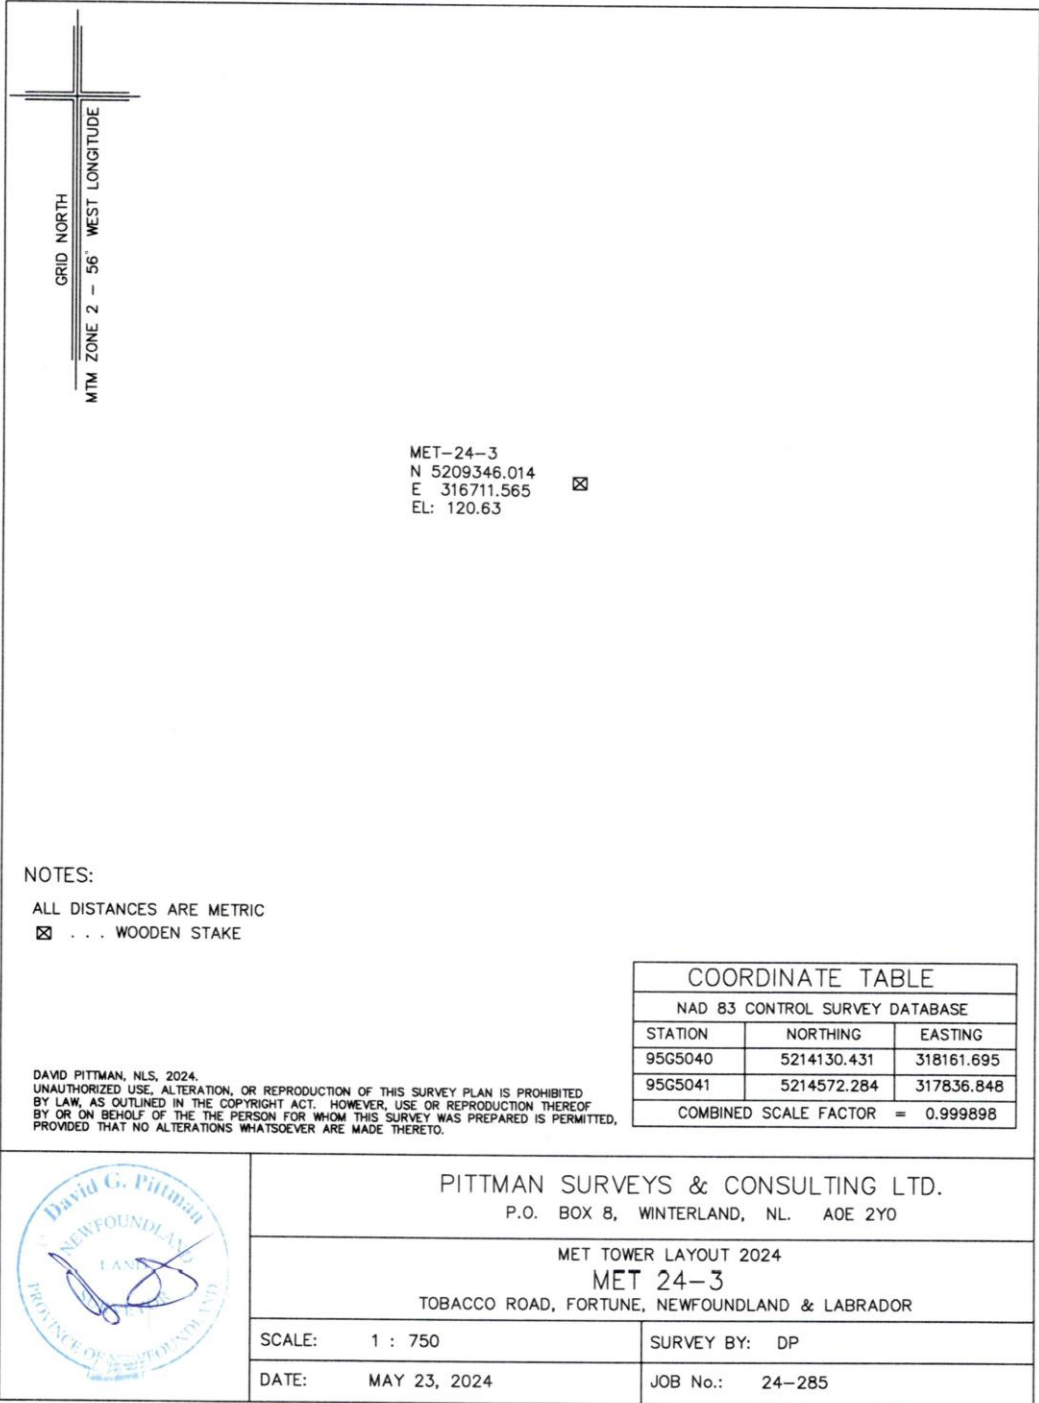 GRID NORTH
MTM ZONE 2 - 56° WEST LONGITUDE
MET-24-3
N 5209346.014
E 316711.565
EL: 120.63
NOTES:
ALL DISTANCES ARE METRIC
. . . WOODEN STAKE
COORDINATE TABLE
NAD 83 CONTROL SURVEY DATABASE
STATION NORTHING EASTING
95G5040 5214130.431 318161.695
95G5041 5214572.284 317836.848
COMBINED SCALE FACTOR = 0.999898
DAVID PITTMAN, NLS, 2024.
UNAUTHORIZED USE, ALTERATION, OR REPRODUCTION OF THIS SURVEY PLAN IS PROHIBITED
BY LAW, AS OUTLINED IN THE COPYRIGHT ACT. HOWEVER, USE OR REPRODUCTION THEREOF
BY OR ON BEHOLF OF THE THE PERSON FOR WHOM THIS SURVEY WAS PREPARED IS PERMITTED,
PROVIDED THAT NO ALTERATIONS WHATSOEVER ARE MADE THERETO.
David G. Pittman
NEWFOUNDLAND
LAND
PROVINCE OF NEWFOUNDLAND
PITTMAN SURVEYS & CONSULTING LTD.
P.O. BOX 8, WINTERLAND, NL. A0E 2Y0
MET TOWER LAYOUT 2024
MET 24-3
TOBACCO ROAD, FORTUNE, NEWFOUNDLAND & LABRADOR
SCALE: 1 : 750
SURVEY BY: DP
DATE: MAY 23, 2024
JOB No.: 24-285